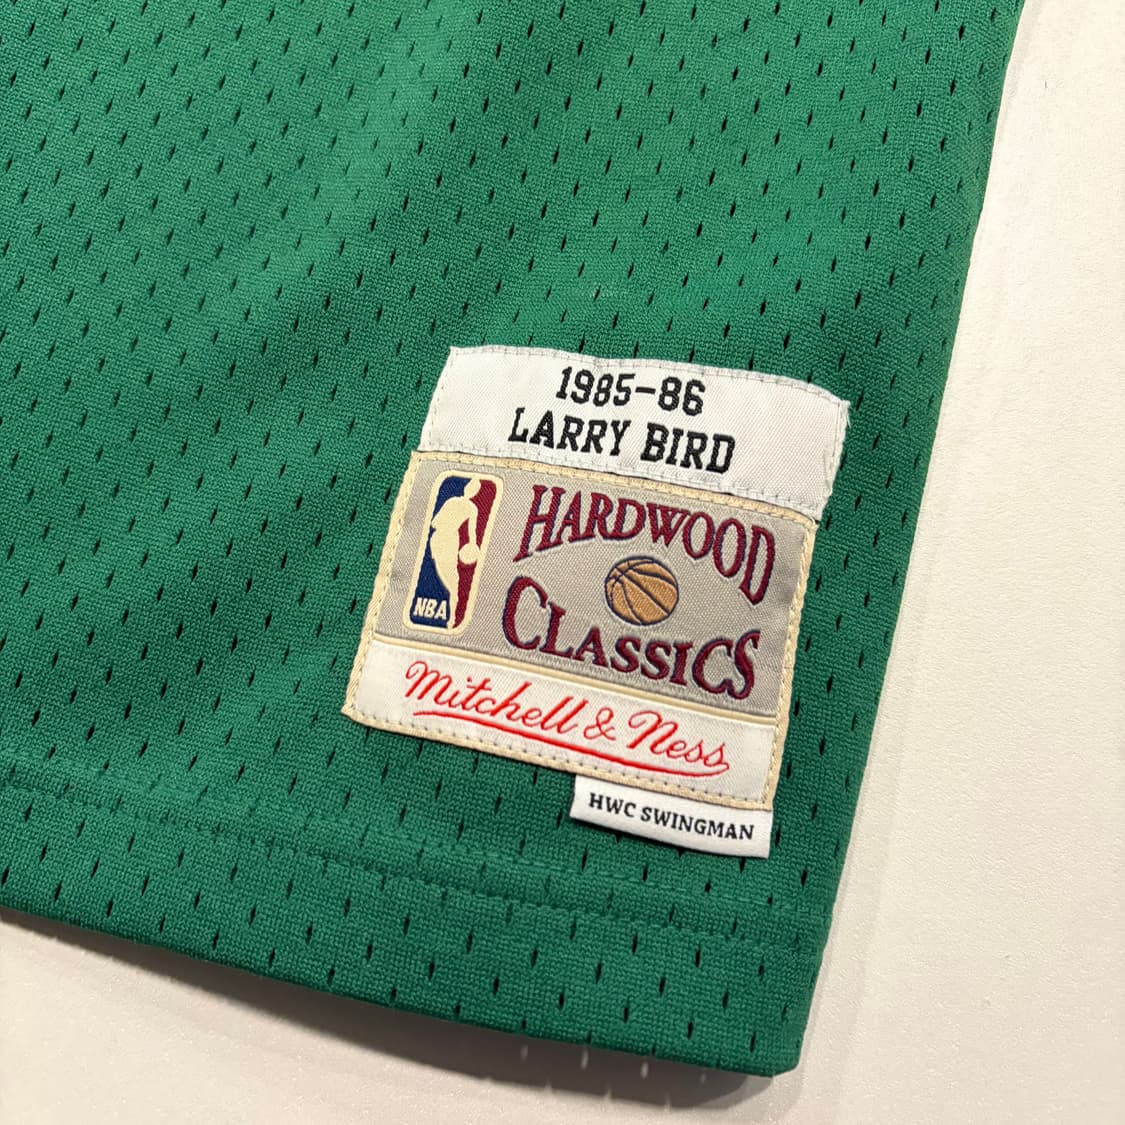 1985-86
LARRY BIRD
NBA
HARDWOOD
CLASSICS
Mitchell & Ness
HWC SWINGMAN